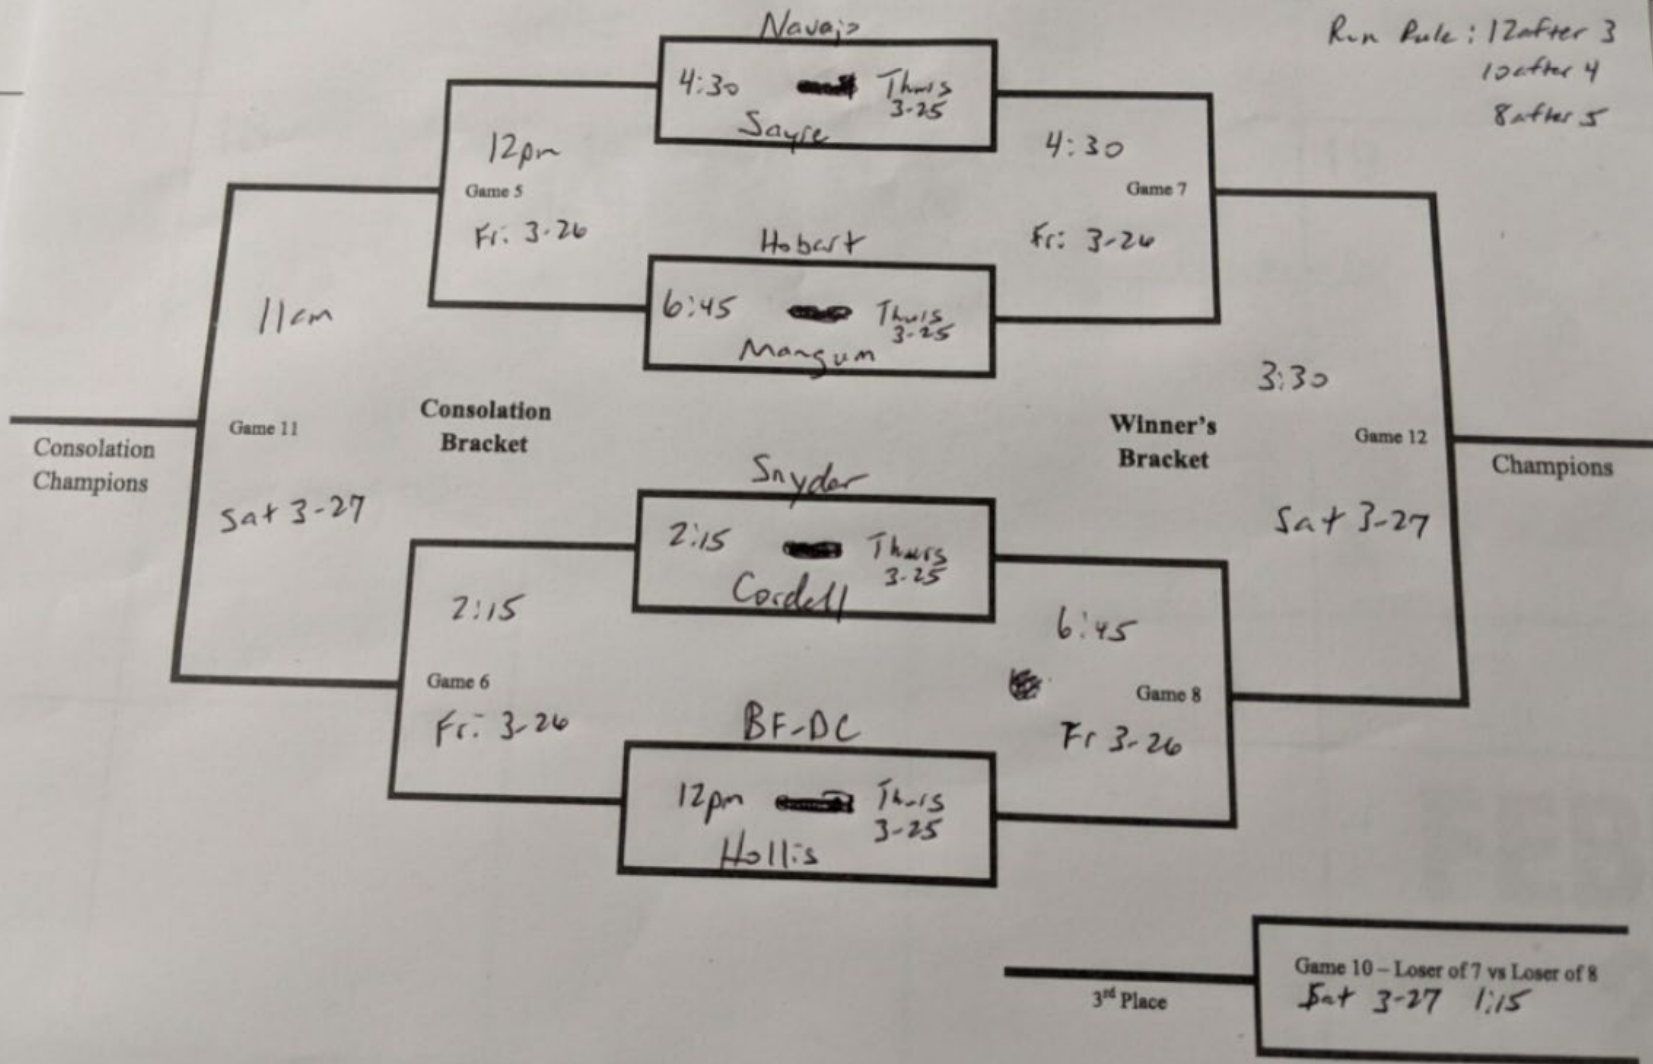 Run Rule: 12 after 3
10 after 4
8 after 5
Navajo
4:30 Thurs
3-25
Sayre
12pm
Game 5
Fri 3-26
4:30
Game 7
Fri 3-26
Hobart
6:45 Thurs
3-25
Mangum
11am
Game 11
Sat 3-27
Consolation
Champions
Consolation
Bracket
Winner's
Bracket
3:30
Game 12
Sat 3-27
Champions
Snyder
2:15 Thurs
3-25
Cordell
2:15
Game 6
Fri 3-26
6:45
Game 8
Fr 3-26
BF-DC
12pm Thurs
3-25
Hollis
3rd Place
Game 10 – Loser of 7 vs Loser of 8
Sat 3-27 1:15